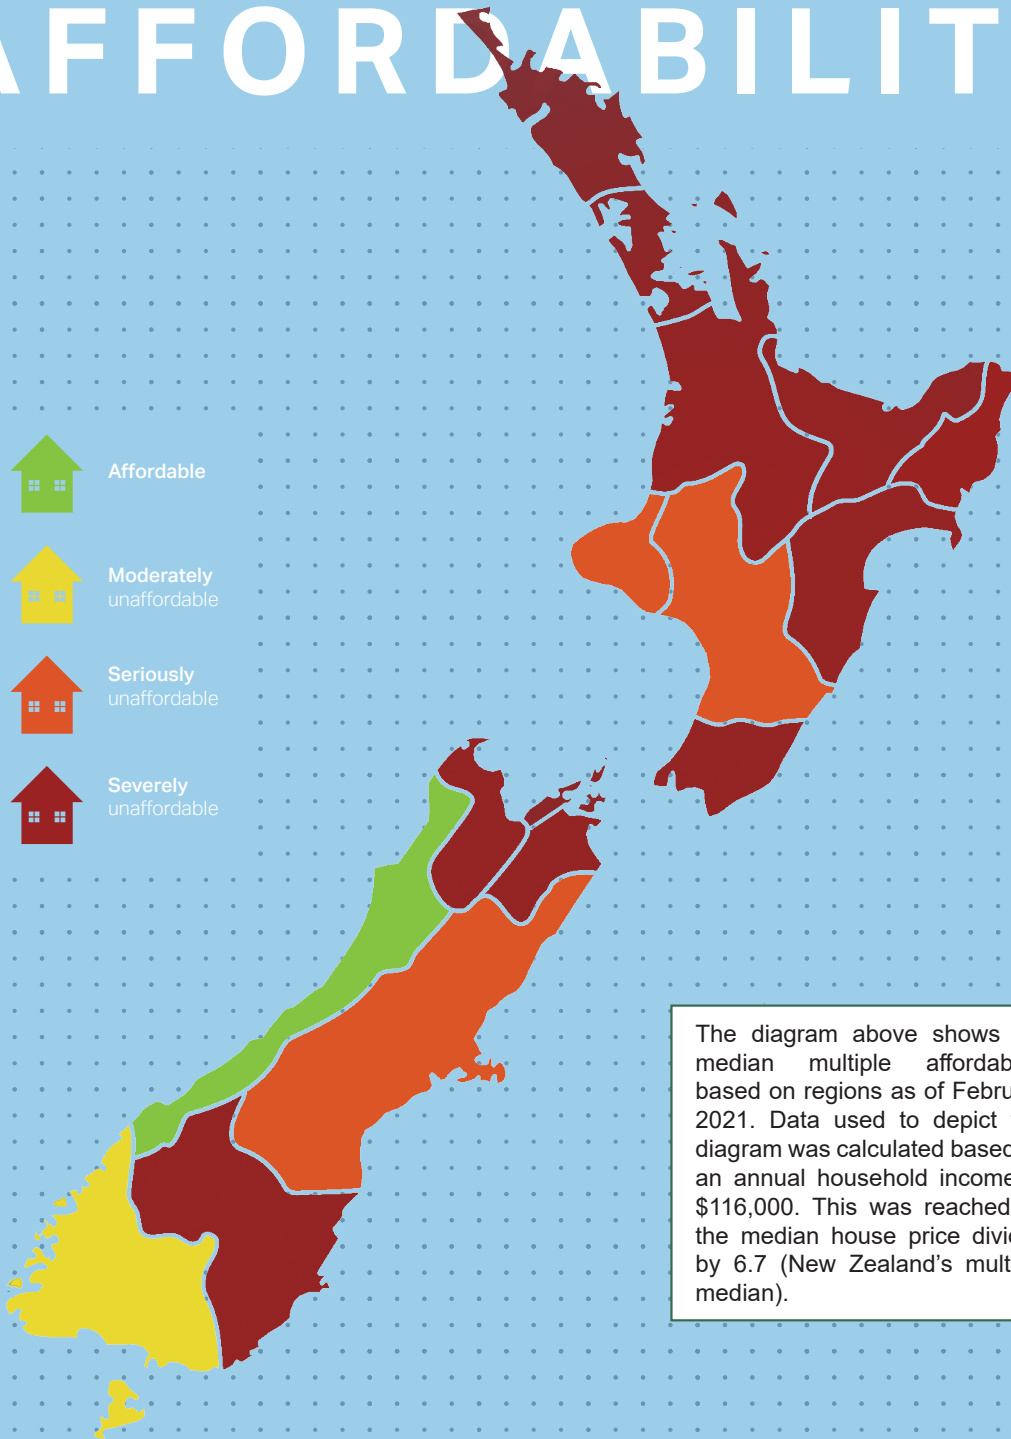 AFFORDABILIT
Affordable
Moderately
unaffordable
Seriously
unaffordable
Severely
unaffordable
The diagram above shows
median multiple affordab
based on regions as of Febru
2021. Data used to depict
diagram was calculated based
an annual household income
$116,000. This was reached
the median house price divi
by 6.7 (New Zealand's mult
median).